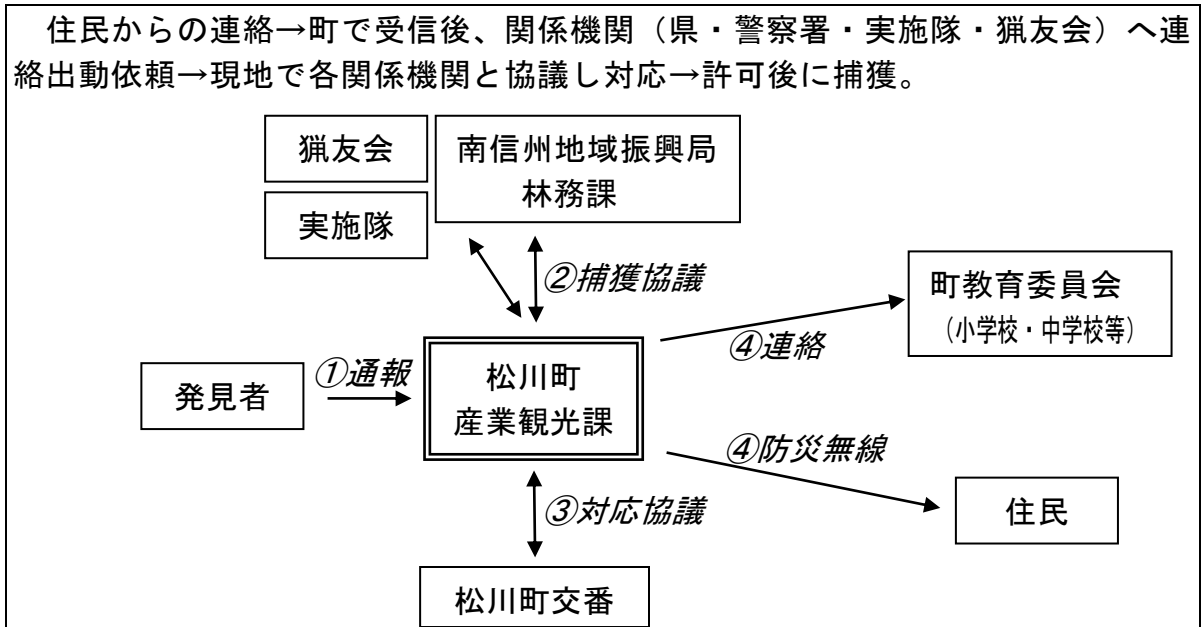 住民からの連絡→町で受信後、関係機関（県・警察署・実施隊・猟友会）へ連
絡出動依頼→現地で各関係機関と協議し対応→許可後に捕獲。
猟友会
南信州地域振興局
林務課
実施隊
②捕獲協議
町教育委員会
（小学校・中学校等）
④連絡
①通報
松川町
産業観光課
発見者
④防災無線
③対応協議
住民
松川町交番